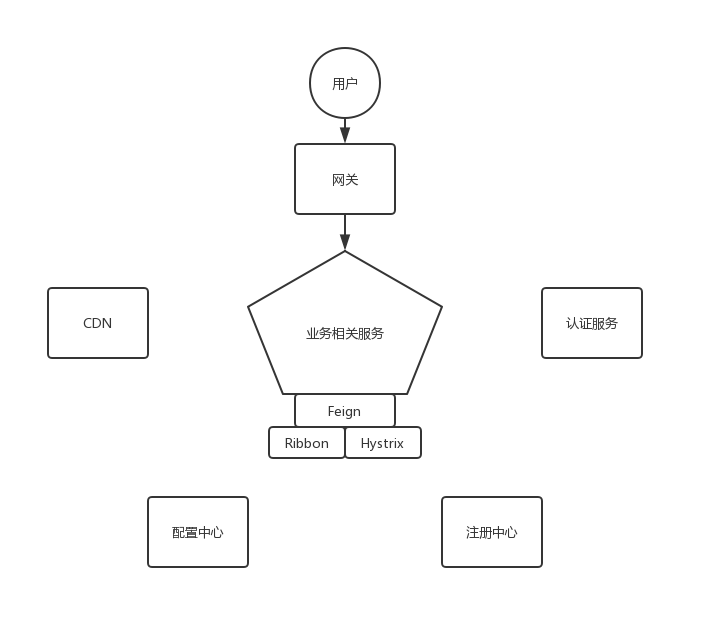 用户
网关
CDN
业务相关服务
认证服务
Feign
Ribbon
Hystrix
配置中心
注册中心